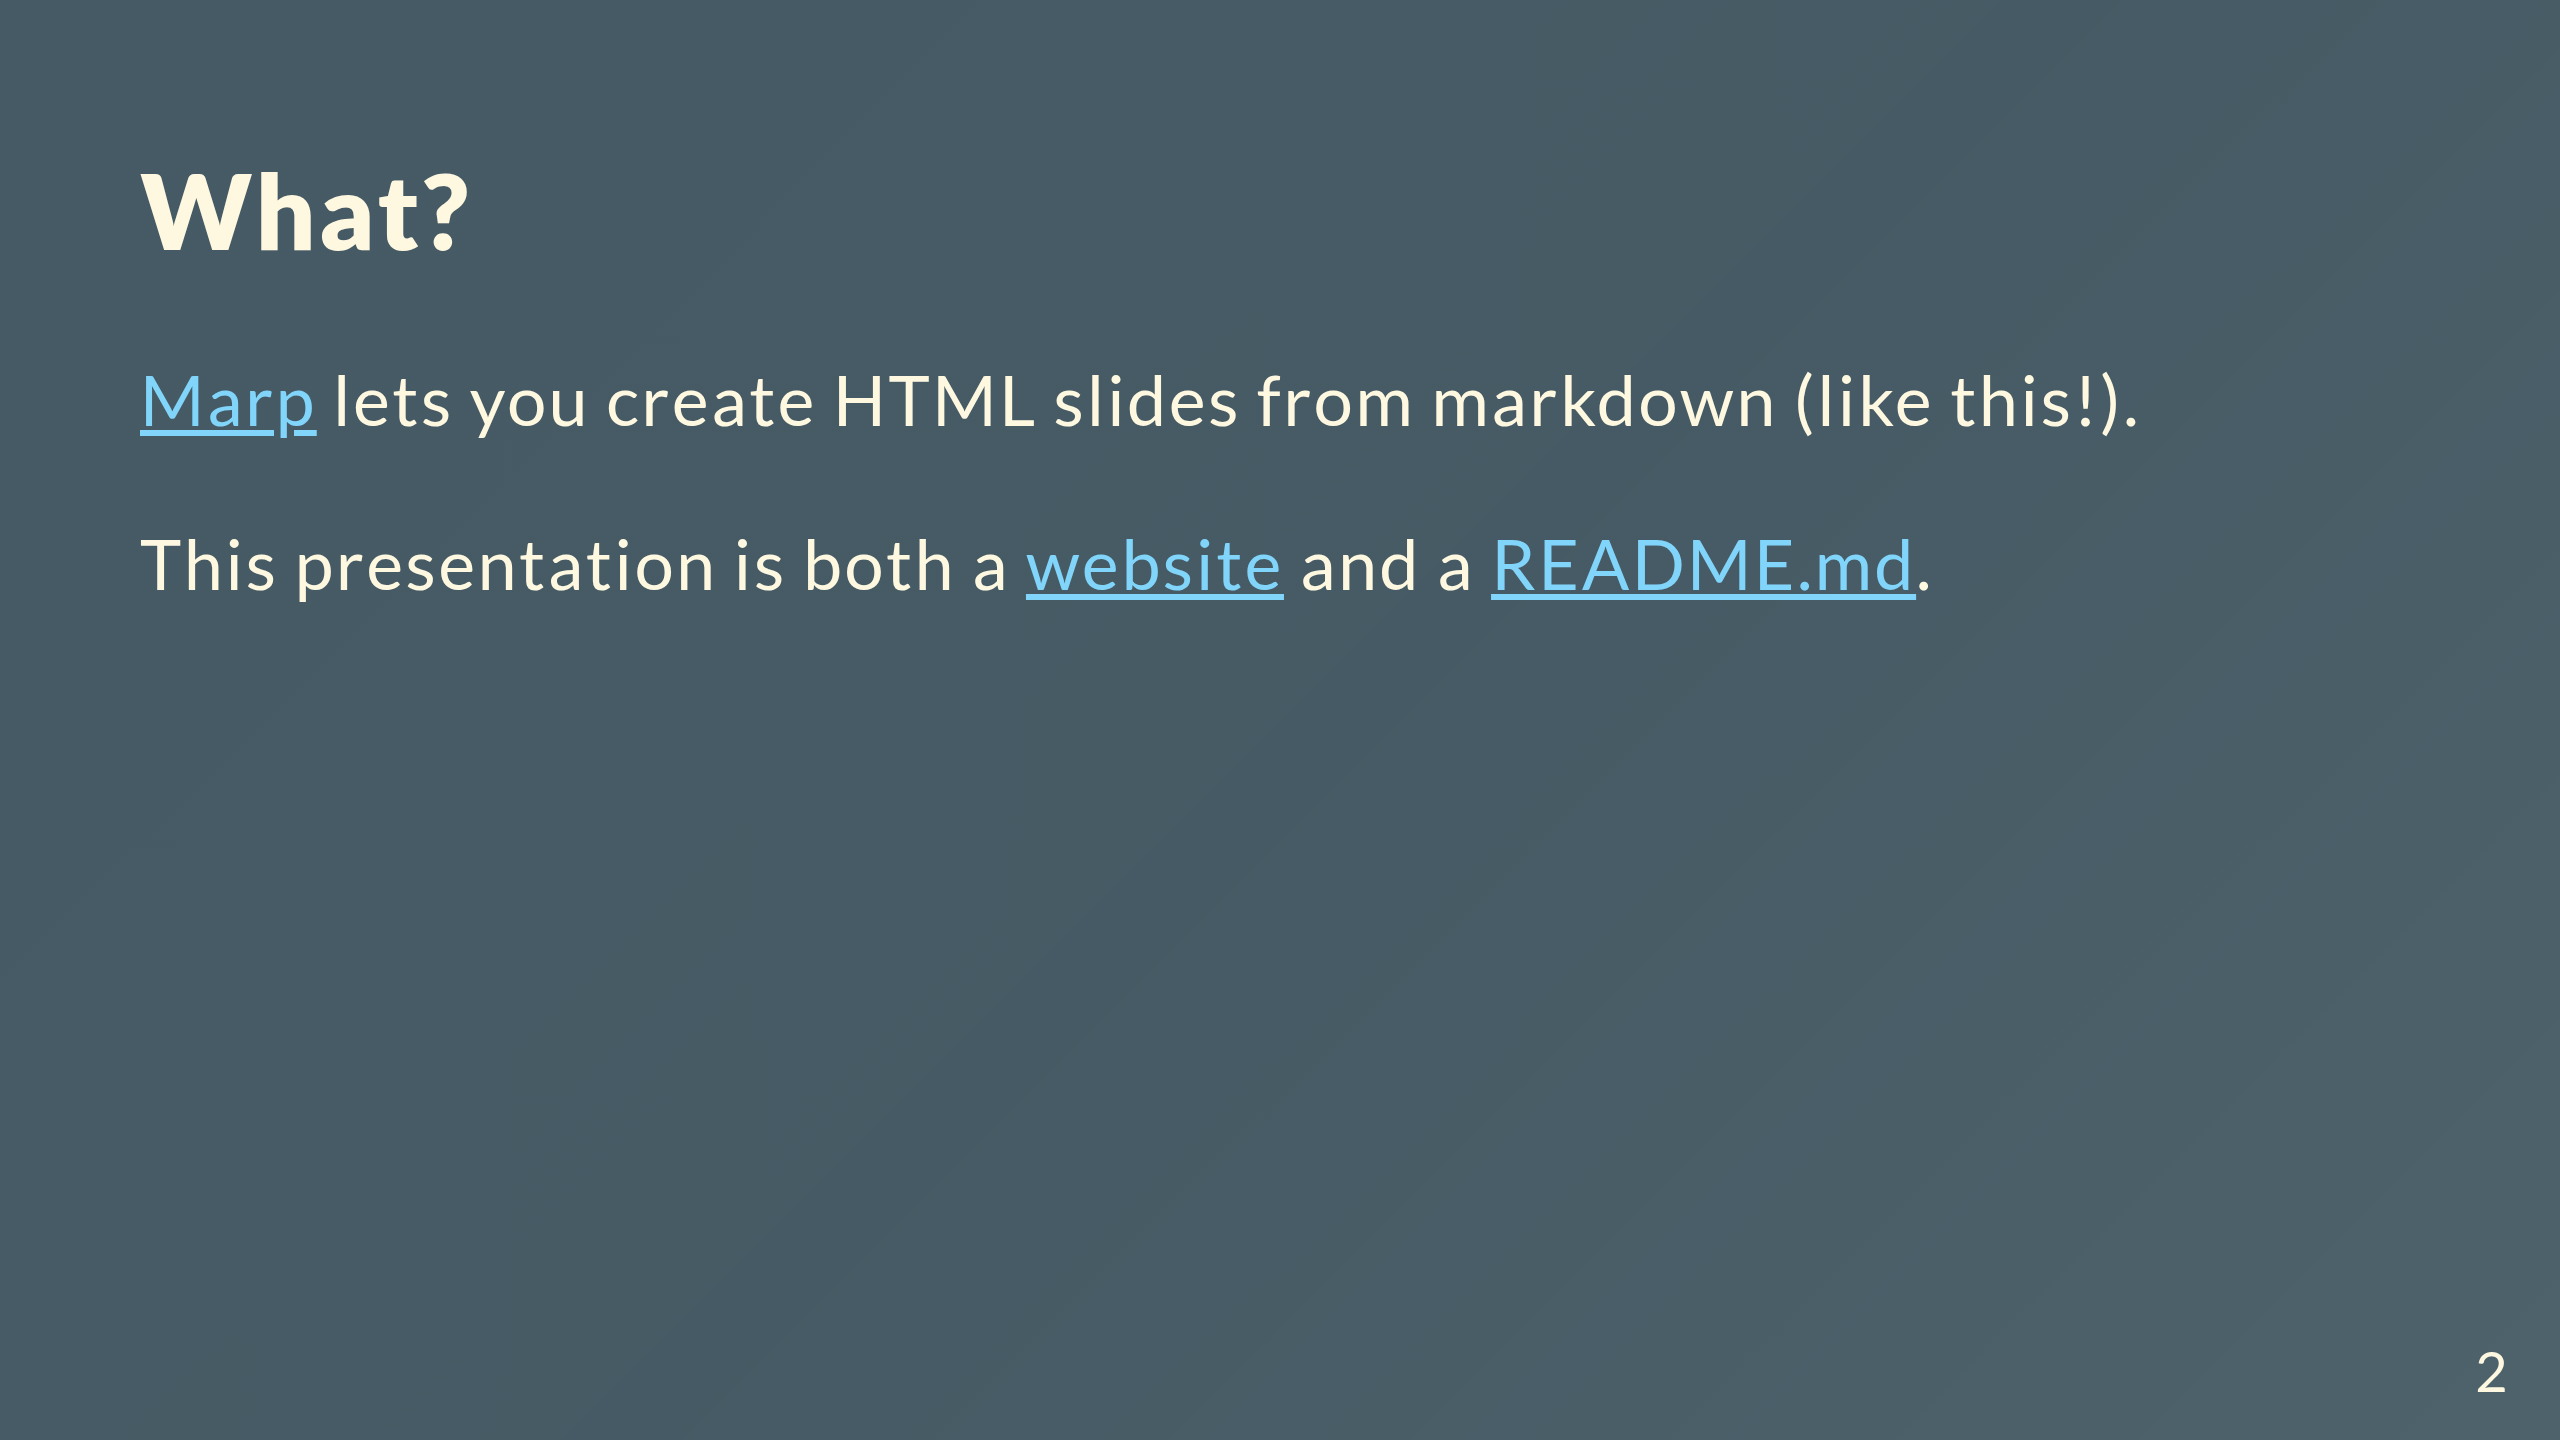 What?
Marp lets you create HTML slides from markdown (like this!).
This presentation is both a website and a README.md.
2